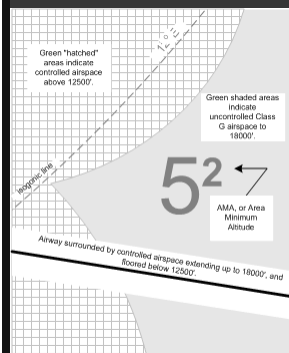 12°E
Green "hatched"
areas indicate
controlled airspace
above 12500'.
Green shaded areas
indicate
uncontrolled Class
G airspace to
18000'.
isogonic line
5²
AMA, or Area
Minimum
Altitude
Airway surrounded by controlled airspace extending up to 18000', and
floored below 12500'.